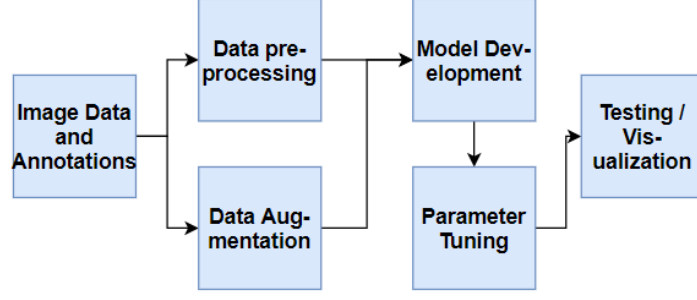 Image Data
and
Annotations
Data pre-
processing
Data Aug-
mentation
Model Dev-
elopment
Parameter
Tuning
Testing /
Vis-
ualization